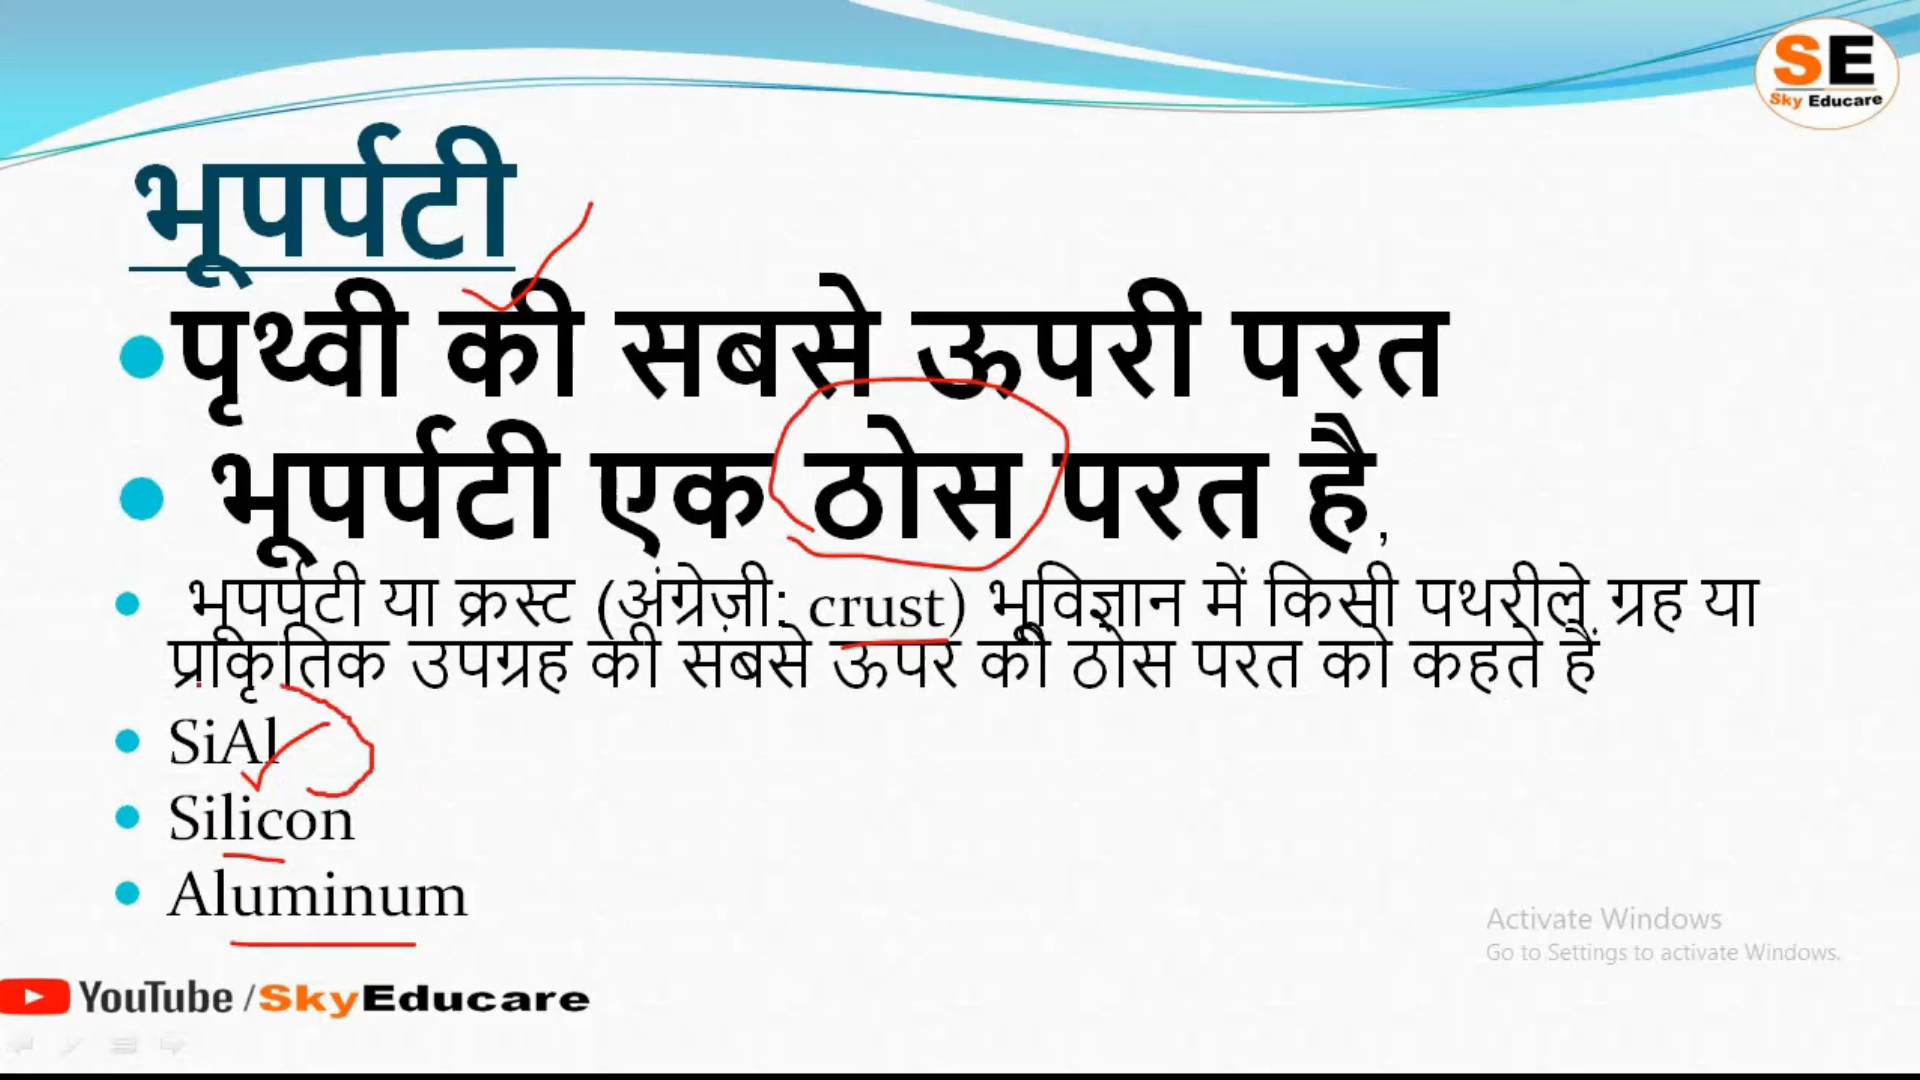 SE
Sky Educare
भूपर्पटी
पृथ्वी की सबसे ऊपरी परत
भूपर्पटी एक ठोस परत है,
भूपर्पटी या क्रस्ट (अंग्रेज़ी: crust) भूविज्ञान में किसी पथरीले ग्रह या
प्राकृतिक उपग्रह की सबसे ऊपर की ठोस परत को कहते हैं
SiAl
Silicon
Aluminum
Activate Windows
Go to Settings to activate Windows.
YouTube /SkyEducare